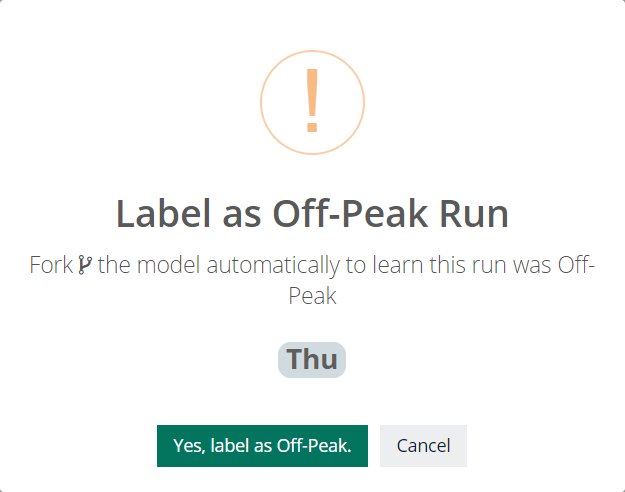 !
Label as Off-Peak Run
Fork the model automatically to learn this run was Off-
Peak
Thu
Yes, label as Off-Peak.
Cancel